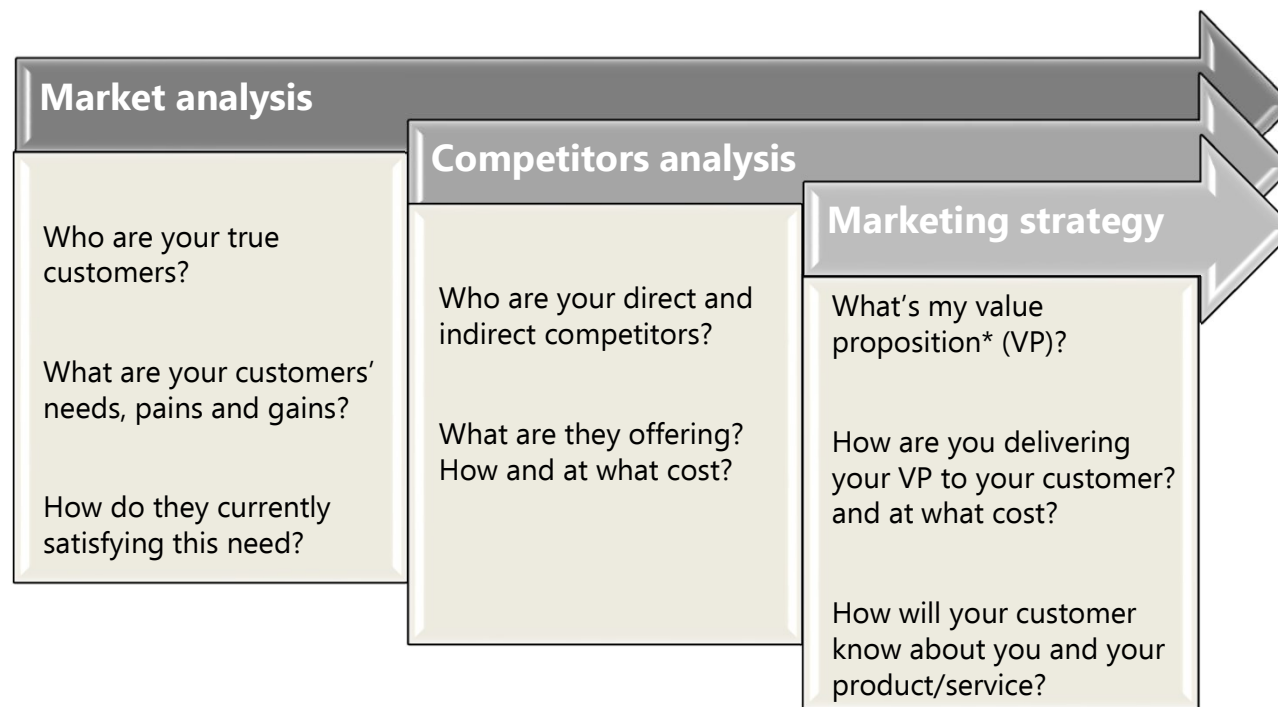 Market analysis
Who are your true
customers?
What are your customers’
needs, pains and gains?
How do they currently
satisfying this need?
Competitors analysis
Who are your direct and
indirect competitors?
What are they offering?
How and at what cost?
Marketing strategy
What’s my value
proposition* (VP)?
How are you delivering
your VP to your customer?
and at what cost?
How will your customer
know about you and your
product/service?